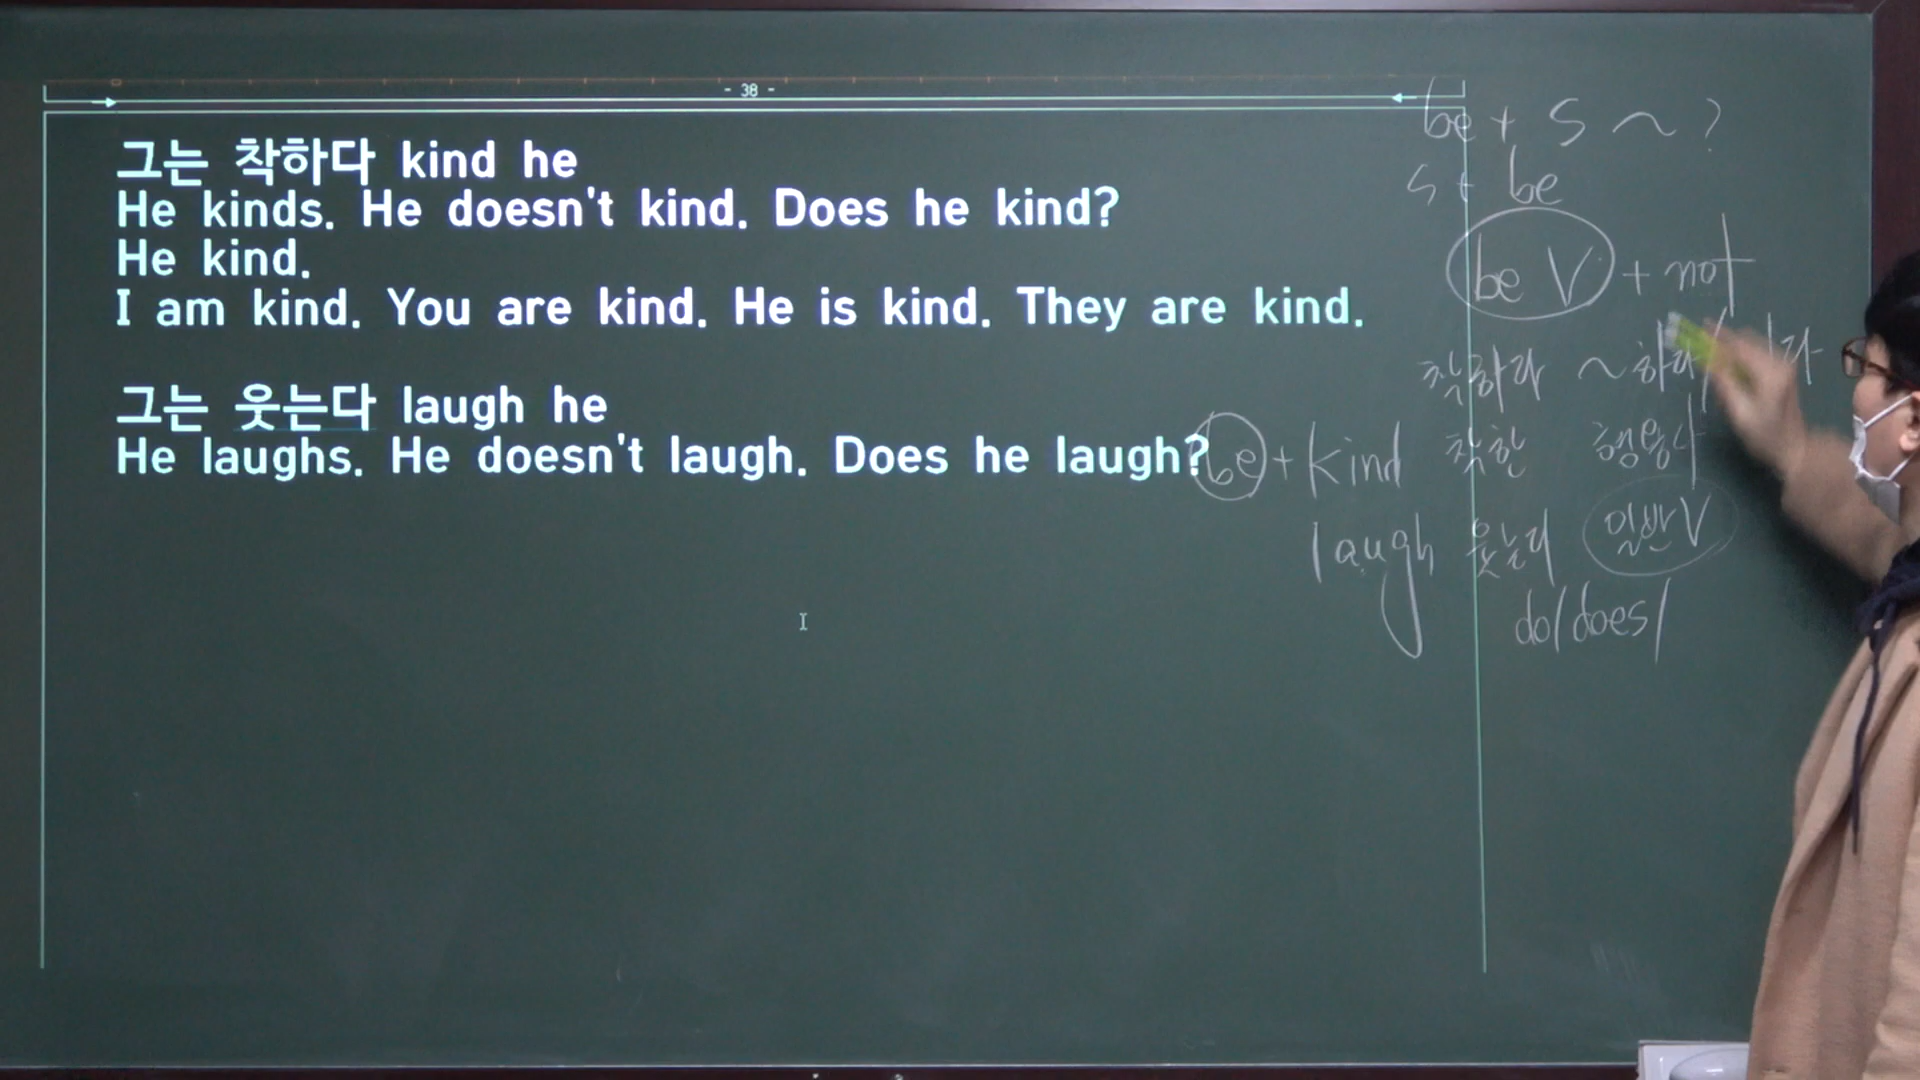 - 38 -
그는 착하다 kind he
He kinds. He doesn't kind. Does he kind?
He kind.
I am kind. You are kind. He is kind. They are kind.
그는 웃는다 laugh he
He laughs. He doesn't laugh. Does he laugh?
be + S ~ ?
S + be
be V + not
착하다 ~하다/
be + kind 착한 형용사
laugh 웃는다 일반V
do/does/